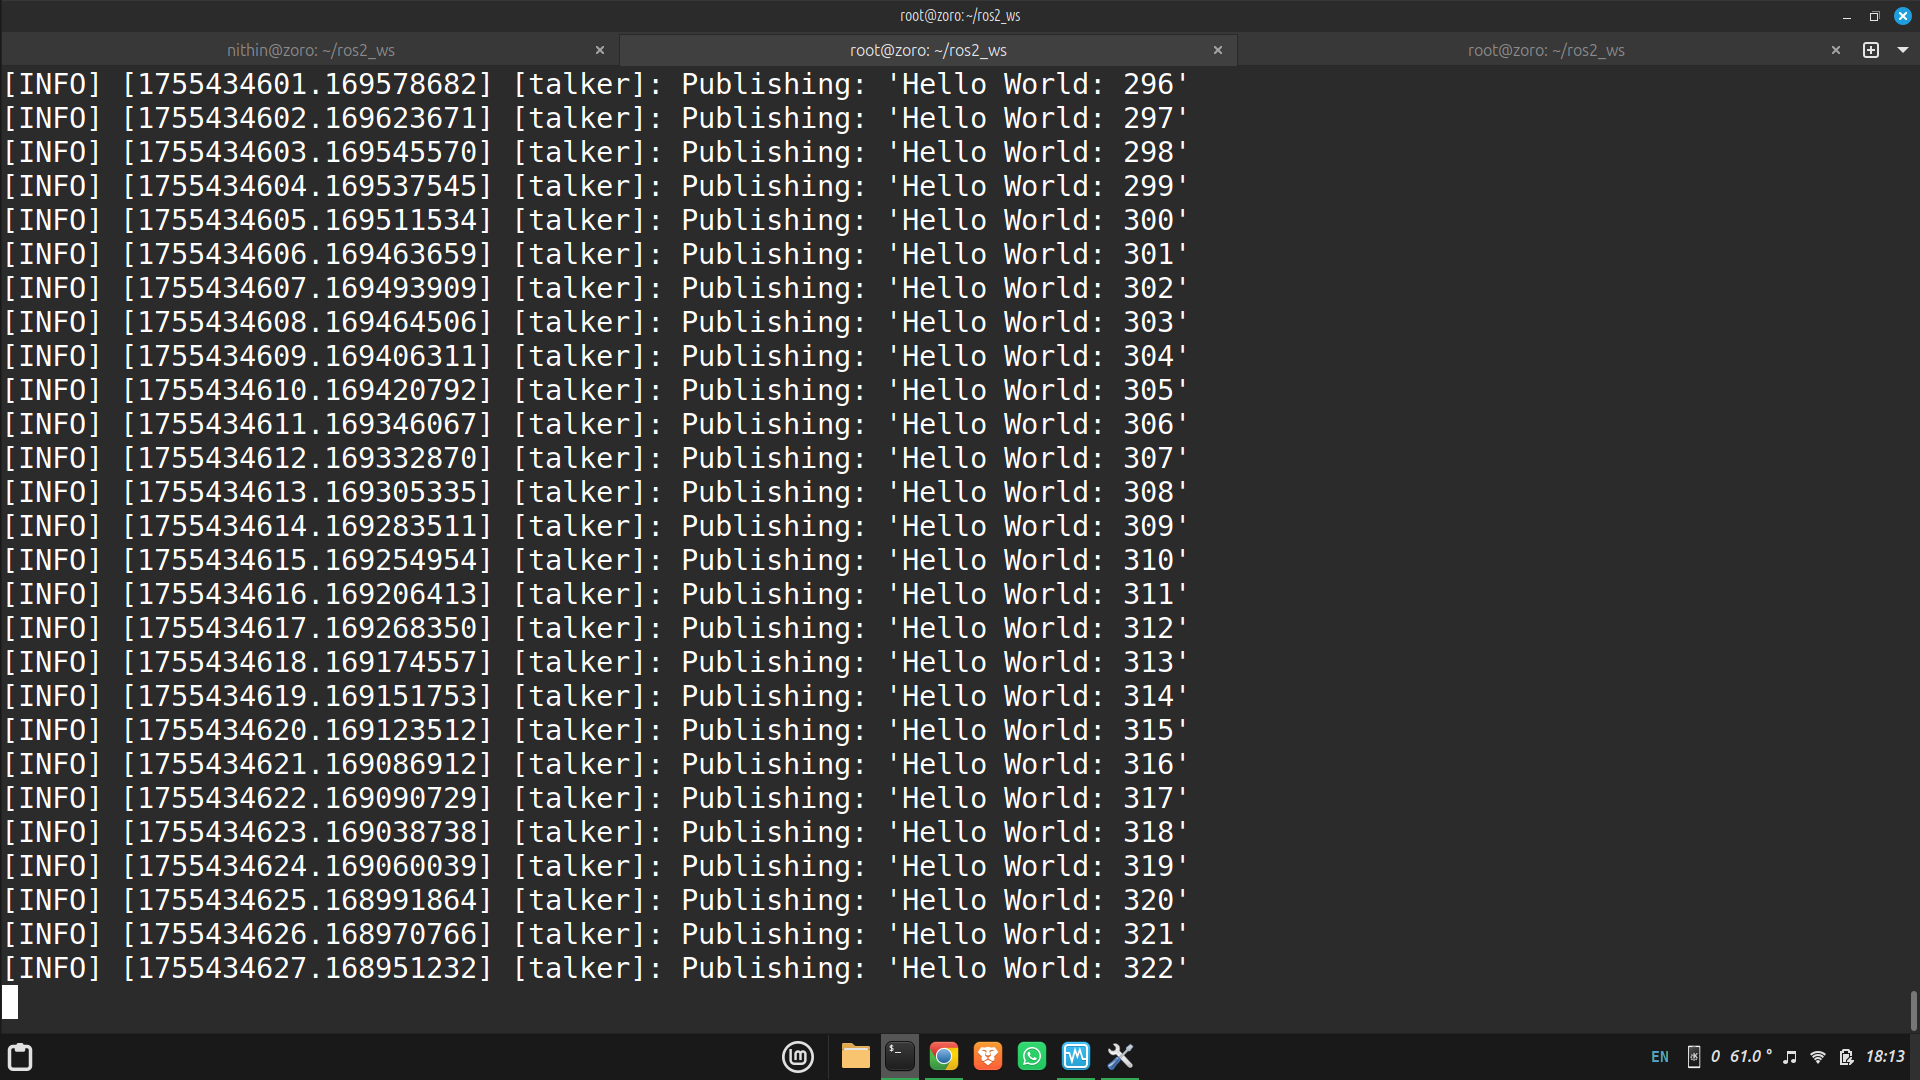 root@zoro: ~/ros2_ws
nithin@zoro: ~/ros2_ws
root@zoro: ~/ros2_ws
root@zoro: ~/ros2_ws
[INFO] [1755434601.169578682] [talker]: Publishing: 'Hello World: 296'
[INFO] [1755434602.169623671] [talker]: Publishing: 'Hello World: 297'
[INFO] [1755434603.169545570] [talker]: Publishing: 'Hello World: 298'
[INFO] [1755434604.169537545] [talker]: Publishing: 'Hello World: 299'
[INFO] [1755434605.169511534] [talker]: Publishing: 'Hello World: 300'
[INFO] [1755434606.169463659] [talker]: Publishing: 'Hello World: 301'
[INFO] [1755434607.169493909] [talker]: Publishing: 'Hello World: 302'
[INFO] [1755434608.169464506] [talker]: Publishing: 'Hello World: 303'
[INFO] [1755434609.169406311] [talker]: Publishing: 'Hello World: 304'
[INFO] [1755434610.169420792] [talker]: Publishing: 'Hello World: 305'
[INFO] [1755434611.169346067] [talker]: Publishing: 'Hello World: 306'
[INFO] [1755434612.169332870] [talker]: Publishing: 'Hello World: 307'
[INFO] [1755434613.169305335] [talker]: Publishing: 'Hello World: 308'
[INFO] [1755434614.169283511] [talker]: Publishing: 'Hello World: 309'
[INFO] [1755434615.169254954] [talker]: Publishing: 'Hello World: 310'
[INFO] [1755434616.169206413] [talker]: Publishing: 'Hello World: 311'
[INFO] [1755434617.169268350] [talker]: Publishing: 'Hello World: 312'
[INFO] [1755434618.169174557] [talker]: Publishing: 'Hello World: 313'
[INFO] [1755434619.169151753] [talker]: Publishing: 'Hello World: 314'
[INFO] [1755434620.169123512] [talker]: Publishing: 'Hello World: 315'
[INFO] [1755434621.169086912] [talker]: Publishing: 'Hello World: 316'
[INFO] [1755434622.169090729] [talker]: Publishing: 'Hello World: 317'
[INFO] [1755434623.169038738] [talker]: Publishing: 'Hello World: 318'
[INFO] [1755434624.169060039] [talker]: Publishing: 'Hello World: 319'
[INFO] [1755434625.168991864] [talker]: Publishing: 'Hello World: 320'
[INFO] [1755434626.168970766] [talker]: Publishing: 'Hello World: 321'
[INFO] [1755434627.168951232] [talker]: Publishing: 'Hello World: 322'
EN 0 61.0 ° 18:13